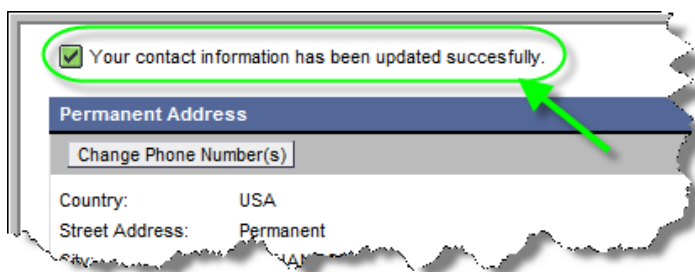 Your contact information has been updated succesfully.
Permanent Address
Change Phone Number(s)
Country: USA
Street Address: Permanent